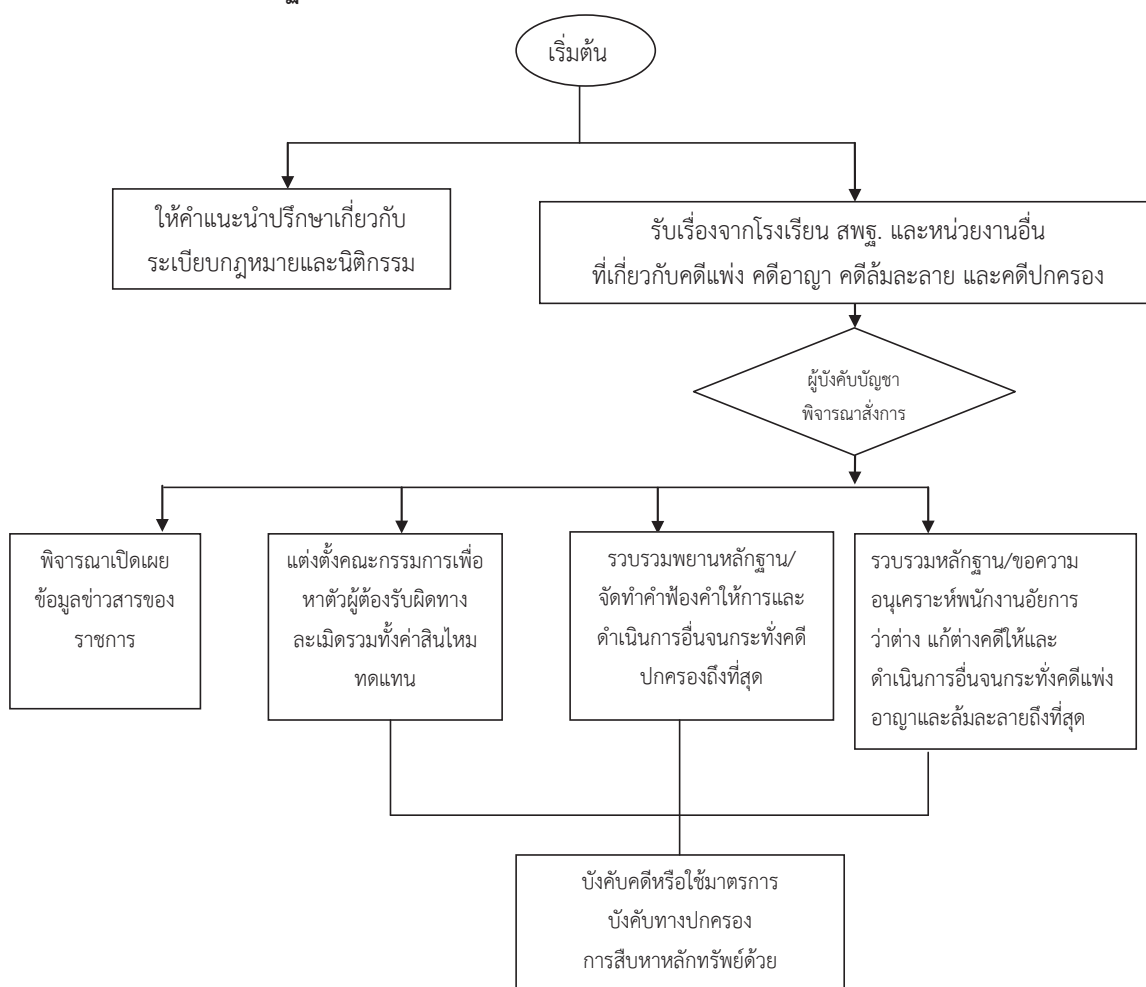 เริ่มต้น
ให้คำแนะนำปรึกษาเกี่ยวกับ
ระเบียบกฎหมายและนิติกรรม
รับเรื่องจากโรงเรียน สพฐ. และหน่วยงานอื่น
ที่เกี่ยวกับคดีแพ่ง คดีอาญา คดีล้มละลาย และคดีปกครอง
ผู้บังคับบัญชา
พิจารณาสั่งการ
พิจารณาเปิดเผย
ข้อมูลข่าวสารของ
ราชการ
แต่งตั้งคณะกรรมการเพื่อ
หาตัวผู้ต้องรับผิดทาง
ละเมิดรวมทั้งค่าสินไหม
ทดแทน
รวบรวมพยานหลักฐาน/
จัดทำคำฟ้องคำให้การและ
ดำเนินการอื่นจนกระทั่งคดี
ปกครองถึงที่สุด
รวบรวมหลักฐาน/ขอความ
อนุเคราะห์พนักงานอัยการ
ว่าต่าง แก้ต่างคดีให้และ
ดำเนินการอื่นจนกระทั่งคดีแพ่ง
อาญาและล้มละลายถึงที่สุด
บังคับคดีหรือใช้มาตรการ
บังคับทางปกครอง
การสืบหาหลักทรัพย์ด้วย